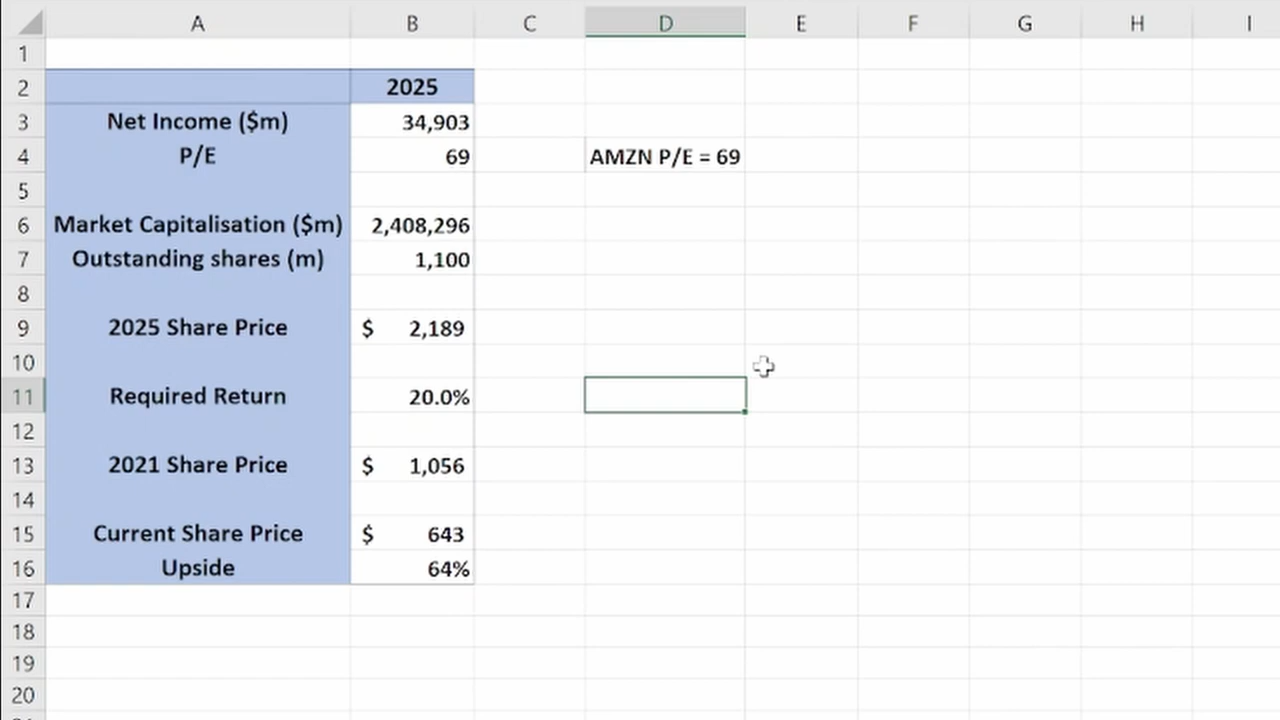 A B C D E F G H I
1
2 2025
3 Net Income ($m) 34,903
4 P/E 69 AMZN P/E = 69
5
6 Market Capitalisation ($m) 2,408,296
7 Outstanding shares (m) 1,100
8
9 2025 Share Price $ 2,189
10
11 Required Return 20.0%
12
13 2021 Share Price $ 1,056
14
15 Current Share Price $ 643
16 Upside 64%
17
18
19
20